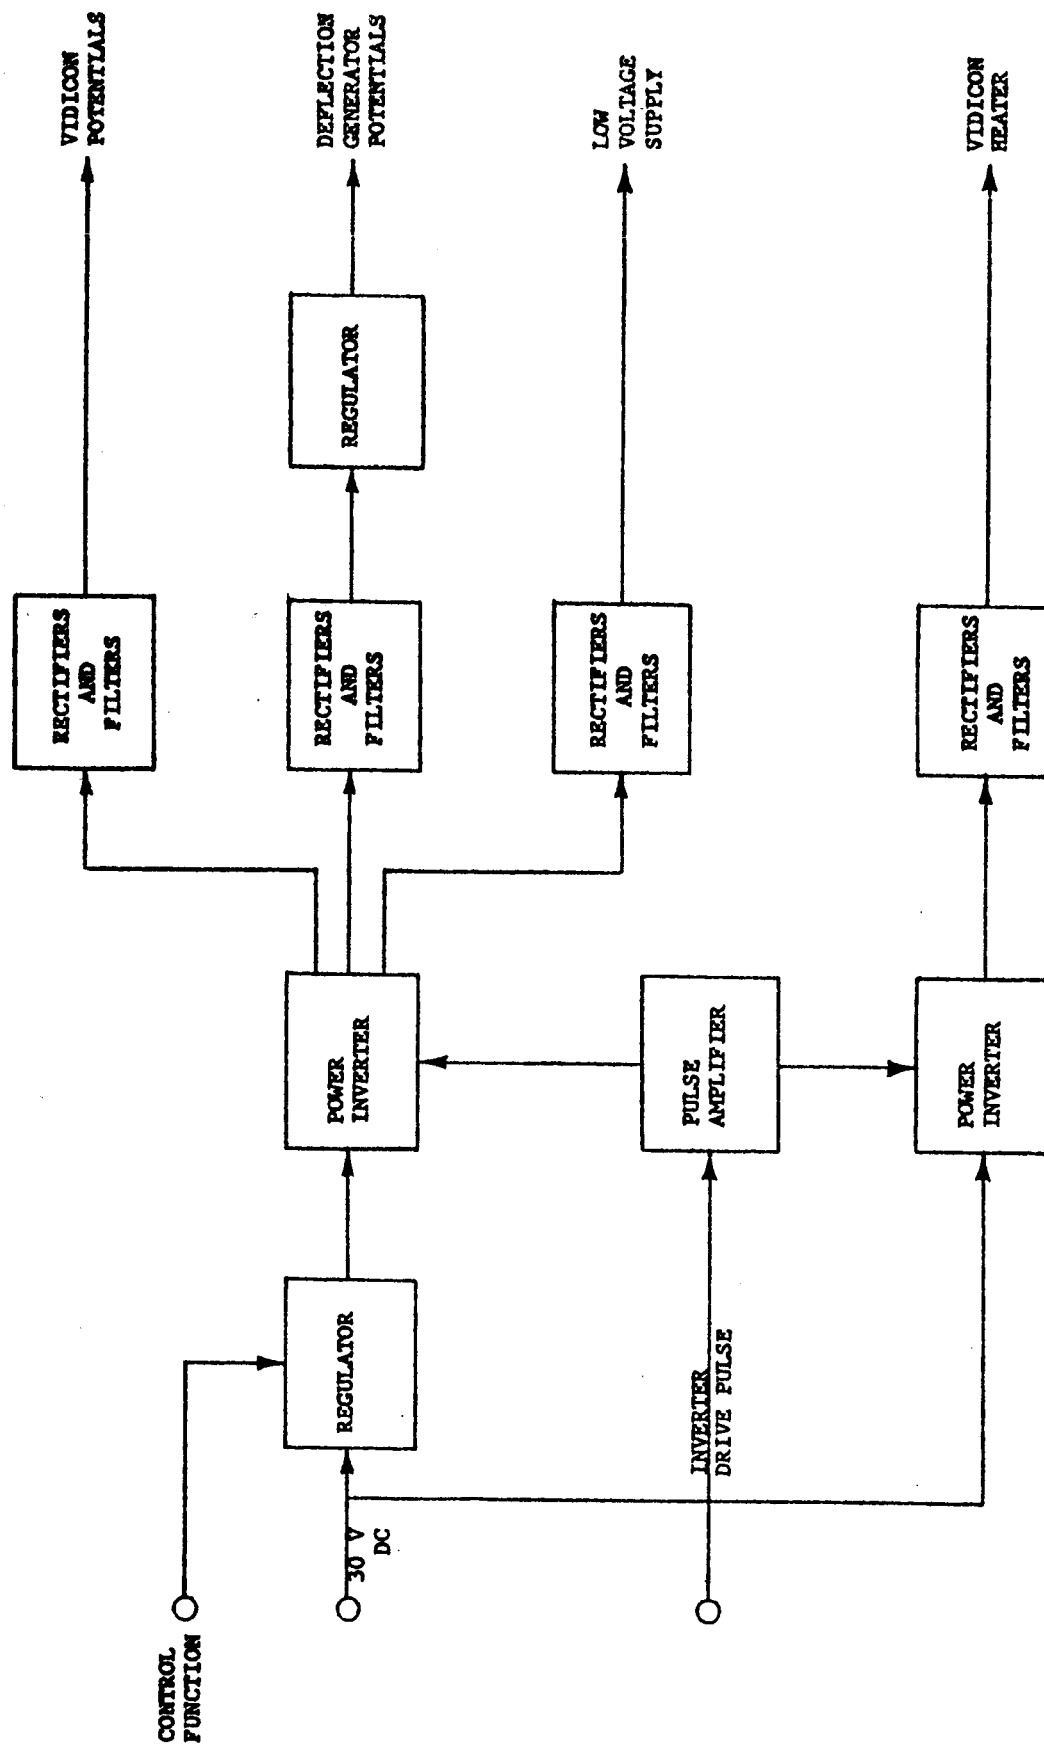 CONTROL
FUNCTION
30 V
DC
INVERTER
DRIVE PULSE
REGULATOR
POWER
INVERTER
PULSE
AMPLIFIER
POWER
INVERTER
RECTIFIERS
AND
FILTERS
RECTIFIERS
AND
FILTERS
RECTIFIERS
AND
FILTERS
RECTIFIERS
AND
FILTERS
REGULATOR
VIDICON
POTENTIALS
DEFLECTION
GENERATOR
POTENTIALS
LOW
VOLTAGE
SUPPLY
VIDICON
HEATER